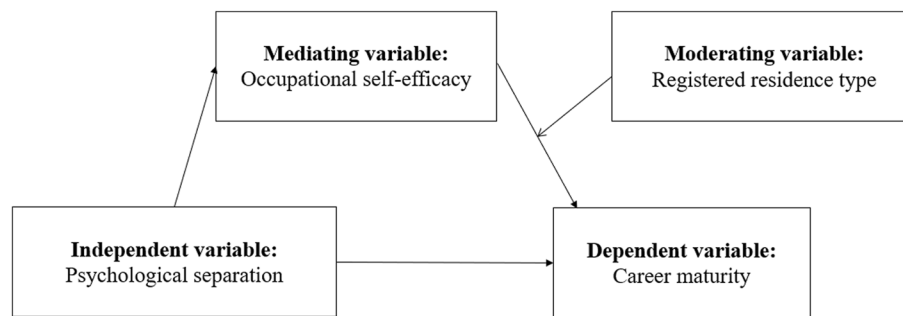 Mediating variable:
Occupational self-efficacy
Moderating variable:
Registered residence type
Independent variable:
Psychological separation
Dependent variable:
Career maturity